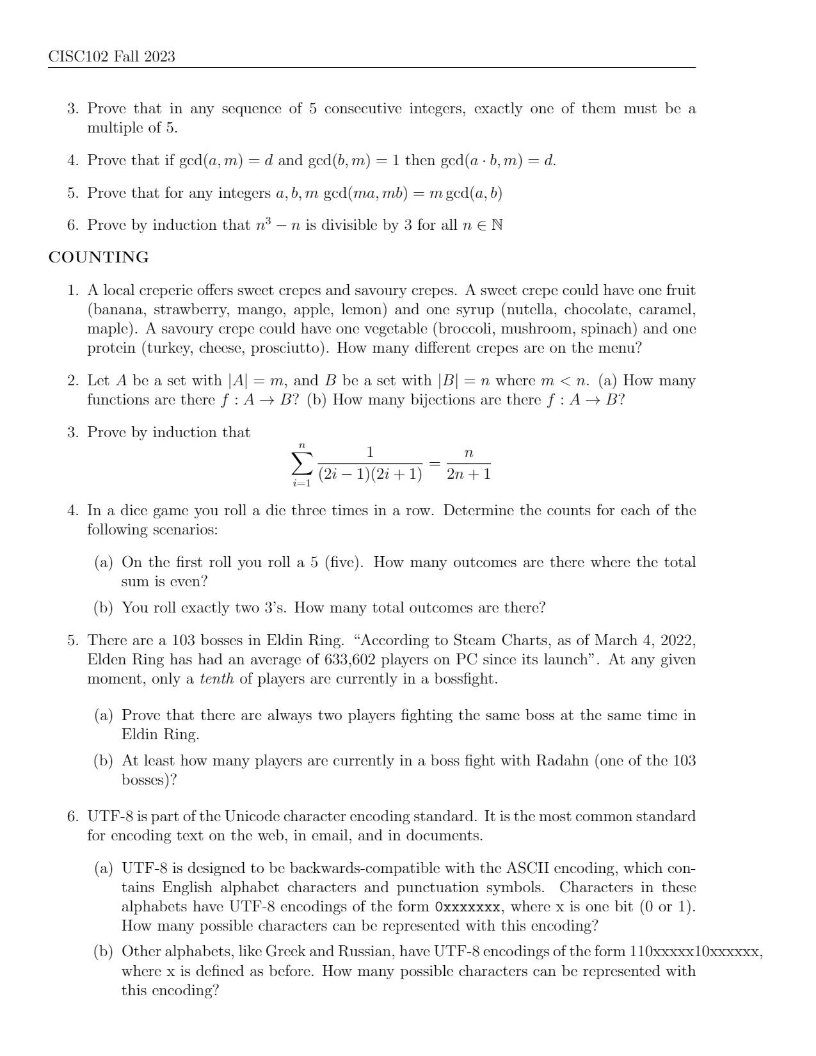 CISC102 Fall 2023
3. Prove that in any sequence of 5 consecutive integers, exactly one of them must be a
multiple of 5.
4. Prove that if gcd(a, m) = d and gcd(b, m) = 1 then gcd(a · b, m) = d.
5. Prove that for any integers a, b, m gcd(ma, mb) = m gcd(a, b)
6. Prove by induction that n³ − n is divisible by 3 for all n ∈ ℕ
COUNTING
1. A local creperie offers sweet crepes and savoury crepes. A sweet crepe could have one fruit
(banana, strawberry, mango, apple, lemon) and one syrup (nutella, chocolate, caramel,
maple). A savoury crepe could have one vegetable (broccoli, mushroom, spinach) and one
protein (turkey, cheese, prosciutto). How many different crepes are on the menu?
2. Let A be a set with |A| = m, and B be a set with |B| = n where m < n. (a) How many
functions are there f : A → B? (b) How many bijections are there f : A → B?
3. Prove by induction that
∑_{i=1}^{n} 1/((2i − 1)(2i + 1)) = n/(2n + 1)
4. In a dice game you roll a die three times in a row. Determine the counts for each of the
following scenarios:
(a) On the first roll you roll a 5 (five). How many outcomes are there where the total
sum is even?
(b) You roll exactly two 3's. How many total outcomes are there?
5. There are a 103 bosses in Eldin Ring. “According to Steam Charts, as of March 4, 2022,
Elden Ring has had an average of 633,602 players on PC since its launch”. At any given
moment, only a tenth of players are currently in a bossfight.
(a) Prove that there are always two players fighting the same boss at the same time in
Eldin Ring.
(b) At least how many players are currently in a boss fight with Radahn (one of the 103
bosses)?
6. UTF-8 is part of the Unicode character encoding standard. It is the most common standard
for encoding text on the web, in email, and in documents.
(a) UTF-8 is designed to be backwards-compatible with the ASCII encoding, which con-
tains English alphabet characters and punctuation symbols. Characters in these
alphabets have UTF-8 encodings of the form 0xxxxxxx, where x is one bit (0 or 1).
How many possible characters can be represented with this encoding?
(b) Other alphabets, like Greek and Russian, have UTF-8 encodings of the form 110xxxxx10xxxxxx,
where x is defined as before. How many possible characters can be represented with
this encoding?